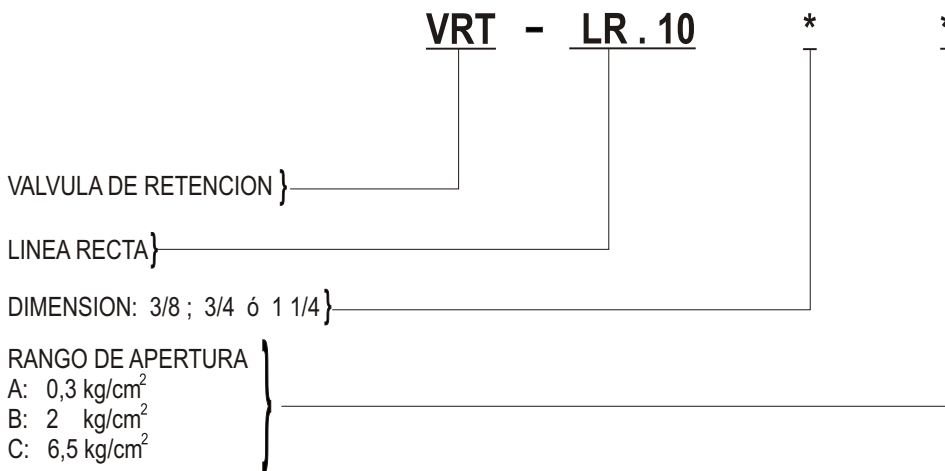 VRT - LR . 10 * *
VALVULA DE RETENCION }
LINEA RECTA }
DIMENSION: 3/8 ; 3/4 ó 1 1/4 }
RANGO DE APERTURA
A: 0,3 kg/cm²
B: 2 kg/cm²
C: 6,5 kg/cm²